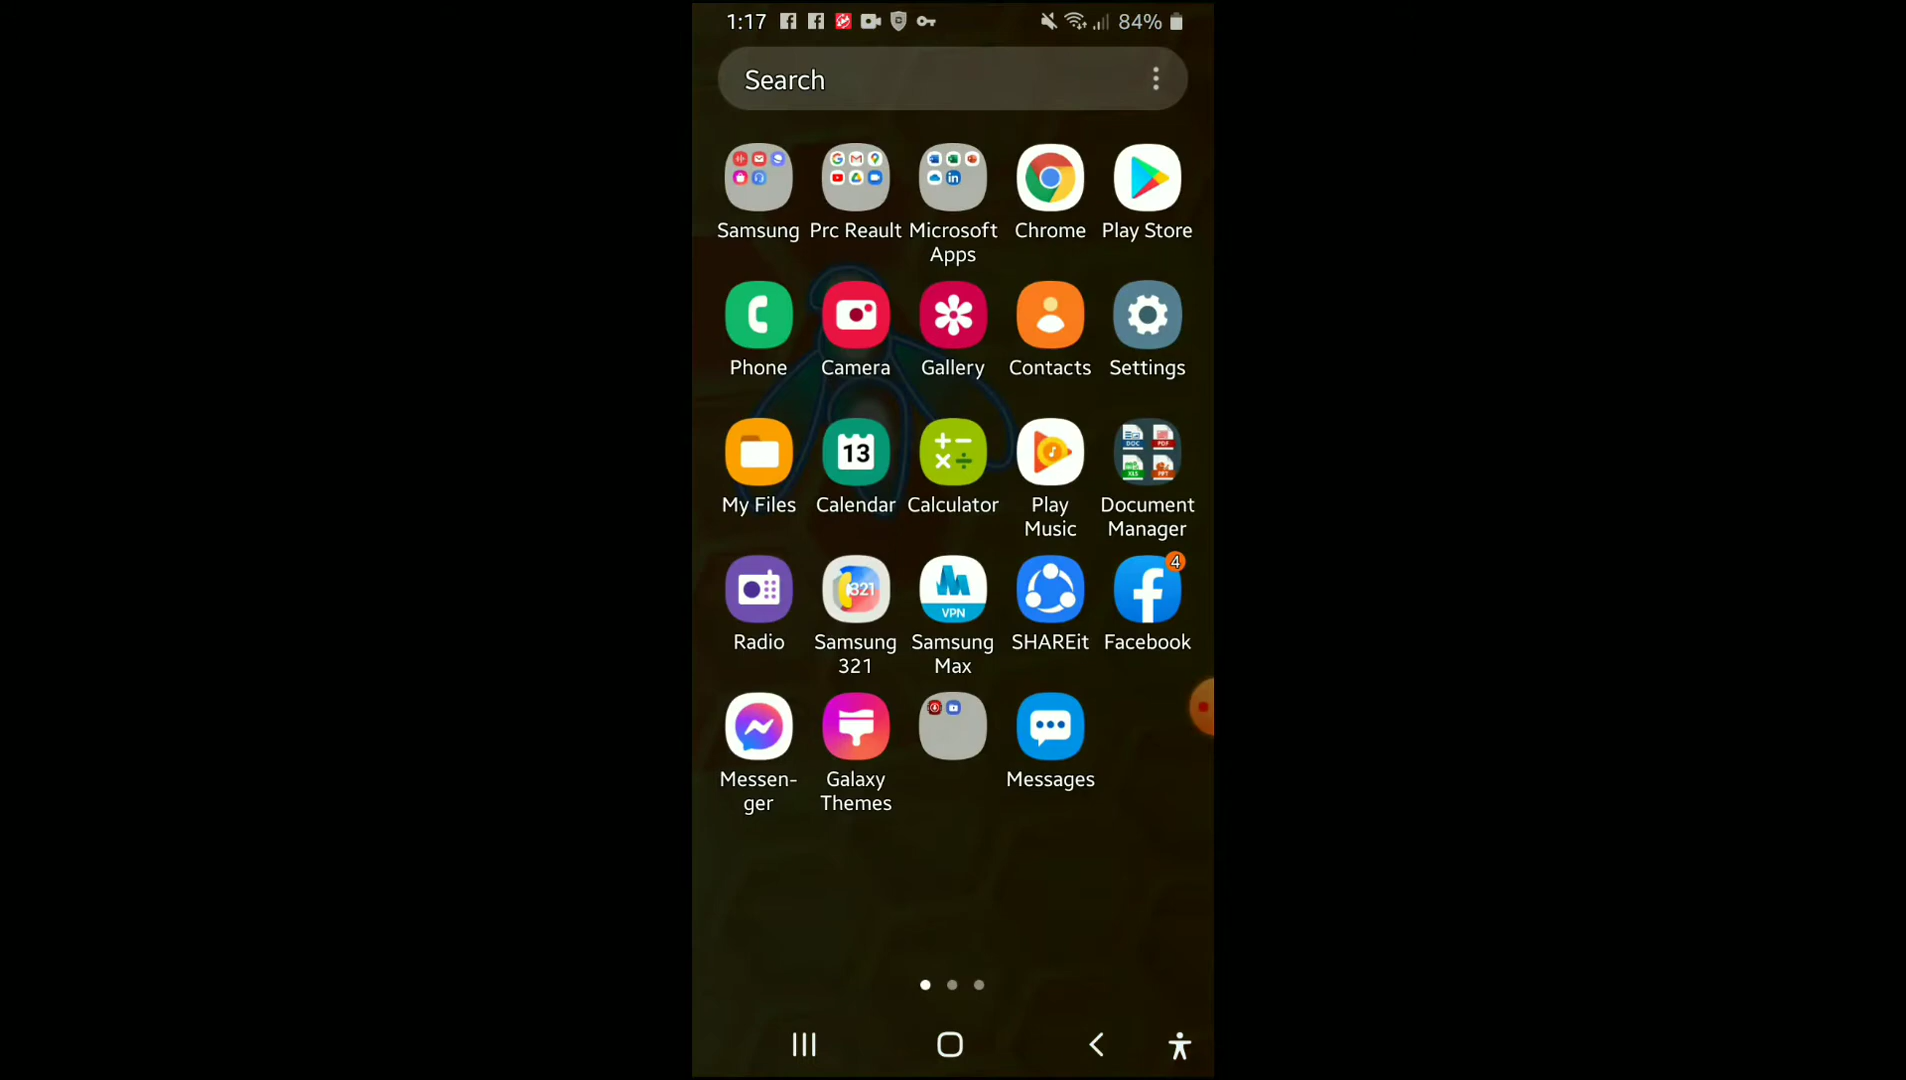 1:17 84%
Search
Samsung Prc Reault Microsoft Apps Chrome Play Store
Phone Camera Gallery Contacts Settings
13
My Files Calendar Calculator Play Music Document Manager
321 VPN 4
Radio Samsung 321 Samsung Max SHAREit Facebook
Messen-ger Galaxy Themes Messages